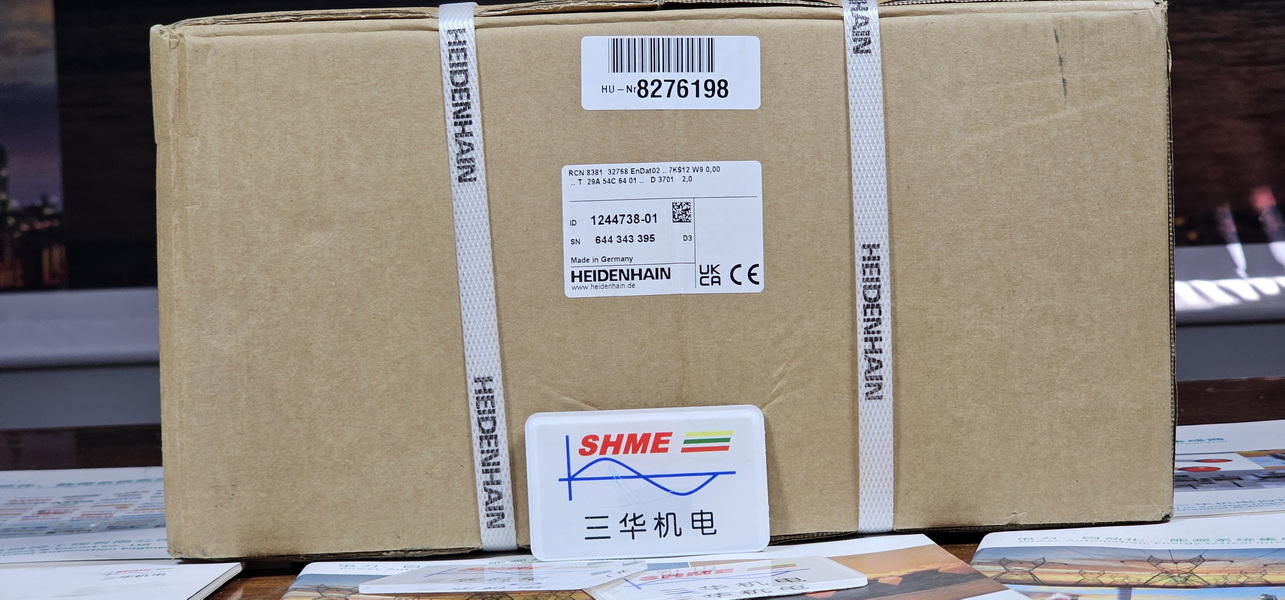 HEIDENHAIN
HEIDENHAIN
HU-Nr 8276198
RCN 8381 32768 EnDat02 .. 7KS12 W9 0,00
.. T 29A 54C 64 01 .. D 3701 2,0
ID 1244738-01
SN 644 343 395 D3
Made in Germany
HEIDENHAIN
www.heidenhain.de
UK
CA CE
HAIN
HEIDENHAIN
SHME
三华机电